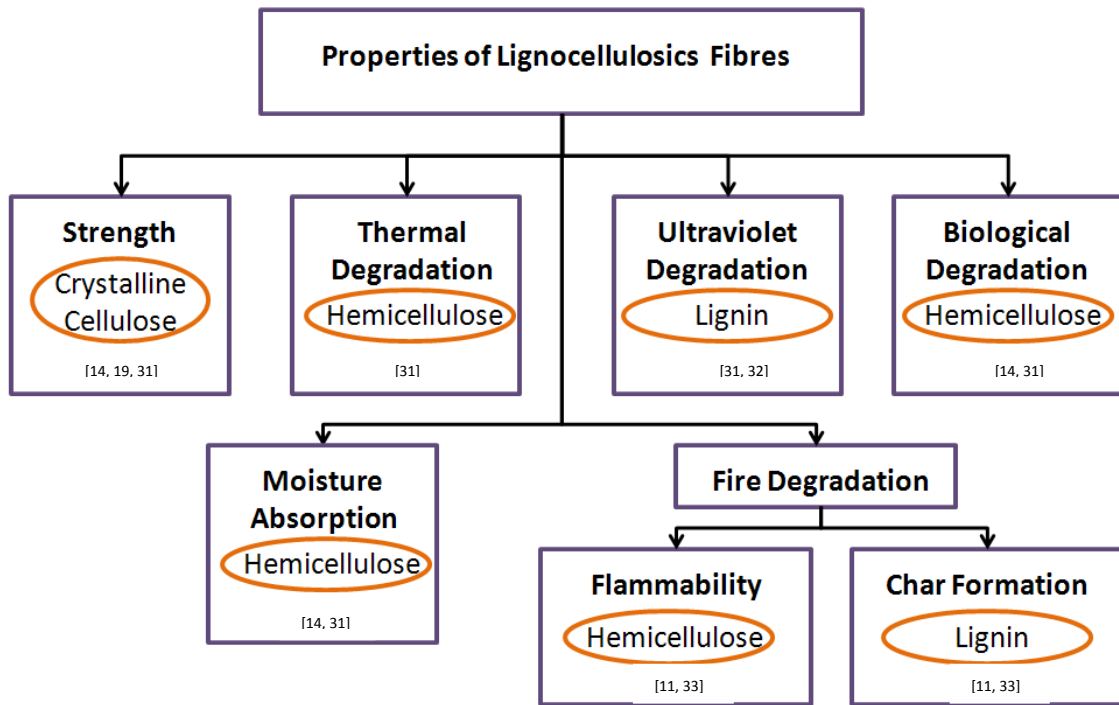 Properties of Lignocellulosics Fibres
Strength
Crystalline
Cellulose
[14, 19, 31]
Thermal
Degradation
Hemicellulose
[31]
Ultraviolet
Degradation
Lignin
[31, 32]
Biological
Degradation
Hemicellulose
[14, 31]
Moisture
Absorption
Hemicellulose
[14, 31]
Fire Degradation
Flammability
Hemicellulose
[11, 33]
Char Formation
Lignin
[11, 33]